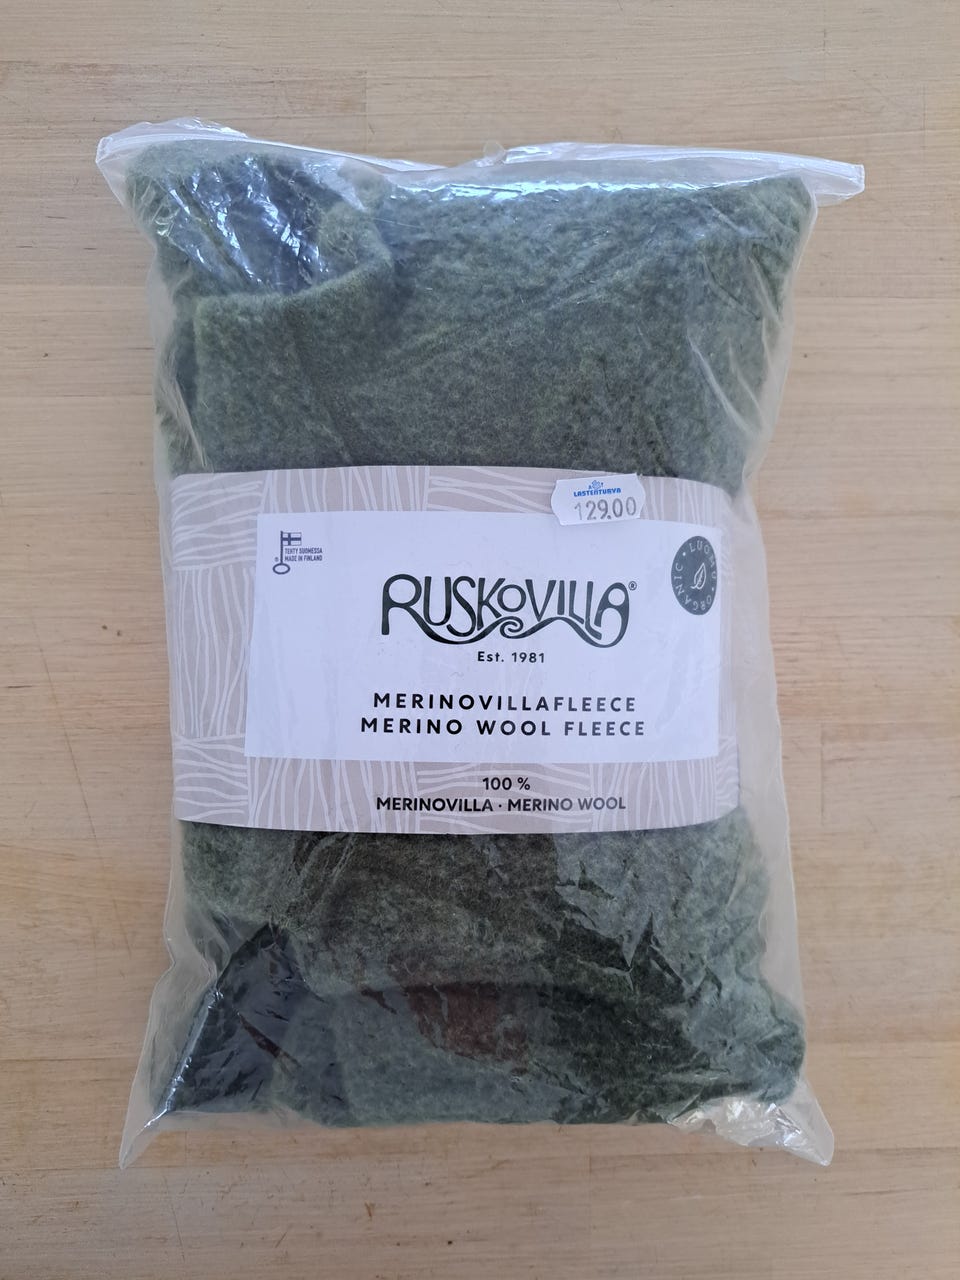 LASTENTURVA
129,00
TEHTY SUOMESSA
MADE IN FINLAND
LUOMU • ORGANIC •
RUSKOVILLA®
Est. 1981
MERINOVILLAFLEECE
MERINO WOOL FLEECE
100 %
MERINOVILLA · MERINO WOOL